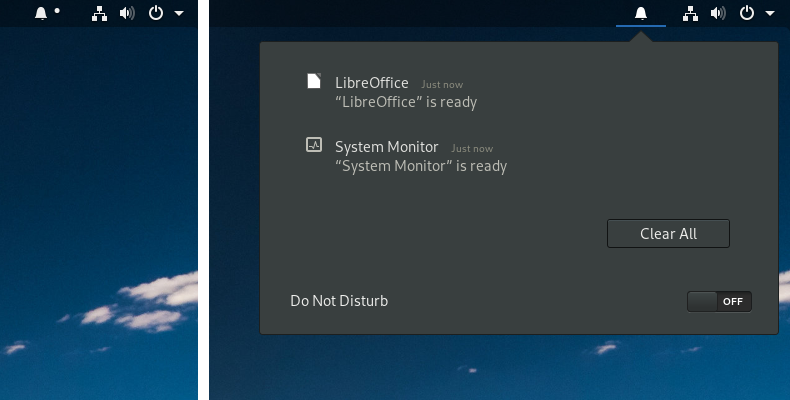 LibreOffice Just now
“LibreOffice” is ready
System Monitor Just now
“System Monitor” is ready
Clear All
Do Not Disturb OFF